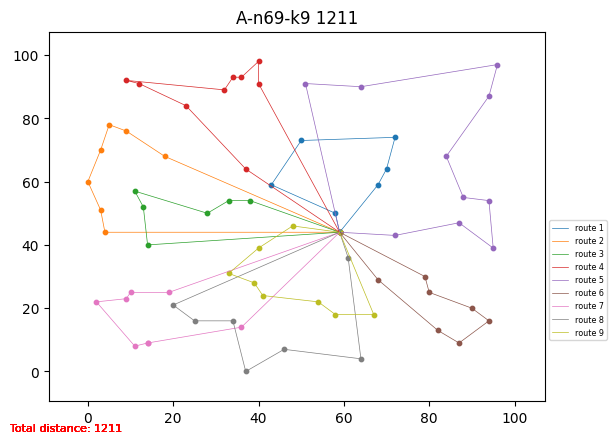 A-n69-k9 1211
100
80
60
40
20
0
0 20 40 60 80 100
route 1
route 2
route 3
route 4
route 5
route 6
route 7
route 8
route 9
Total distance: 1211